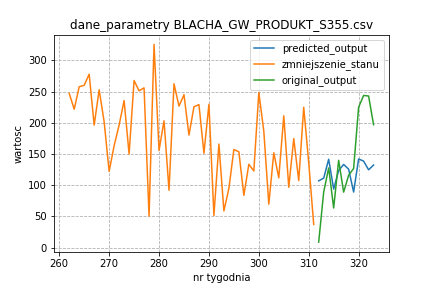 dane_parametry BLACHA_GW_PRODUKT_S355.csv
predicted_output
zmniejszenie_stanu
original_output
wartosc
300
250
200
150
100
50
0
260 270 280 290 300 310 320
nr tygodnia